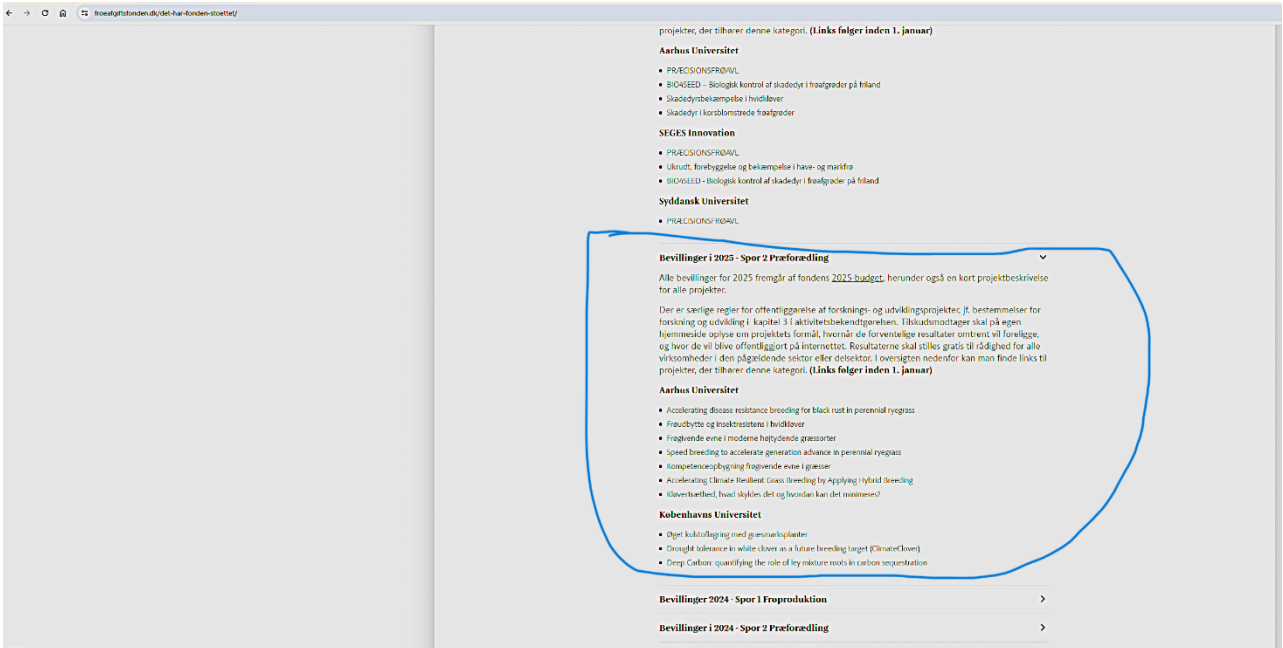 froeafgiftsfonden.dk/det-har-fonden-stoettet/
projekter, der tilhører denne kategori. (Links følger inden 1. januar)
Aarhus Universitet
• PRÆCISIONSFRØAVL
• BIO4SEED – Biologisk kontrol af skadedyr i frøafgrøder på friland
• Skadedyrsbekæmpelse i hvidkløver
• Skadedyr i korsblomstrede frøafgrøder
SEGES Innovation
• PRÆCISIONSFRØAVL
• Ukrudt, forebyggelse og bekæmpelse i have- og markfrø
• BIO4SEED - Biologisk kontrol af skadedyr i frøafgrøder på friland
Syddansk Universitet
• PRÆCISIONSFRØAVL
Bevillinger i 2025 - Spor 2 Præforædling
Alle bevillinger for 2025 fremgår af fondens 2025 budget, herunder også en kort projektbeskrivelse
for alle projekter.
Der er særlige regler for offentliggørelse af forsknings- og udviklingsprojekter, jf. bestemmelser for
forskning og udvikling i kapitel 3 i aktivitetsbekendtgørelsen. Tilskudsmodtager skal på egen
hjemmeside oplyse om projektets formål, hvornår de forventelige resultater omtrent vil foreligge,
og hvor de vil blive offentliggjort på internettet. Resultaterne skal stilles gratis til rådighed for alle
virksomheder i den pågældende sektor eller delsektor. I oversigten nedenfor kan man finde links til
projekter, der tilhører denne kategori. (Links følger inden 1. januar)
Aarhus Universitet
• Accelerating disease resistance breeding for black rust in perennial ryegrass
• Frøudbytte og insektresistens i hvidkløver
• Frøgivende evne i moderne højtydende græssorter
• Speed breeding to accelerate generation advance in perennial ryegrass
• Kompetenceopbygning frøgivende evne i græsser
• Accelerating Climate Resilient Grass Breeding by Applying Hybrid Breeding
• Kløvertræthed, hvad skyldes det og hvordan kan det minimeres?
Københavns Universitet
• Øget kulstoflagring med græsmarksplanter
• Drought tolerance in white clover as a future breeding target (ClimateClover)
• Deep Carbon: quantifying the role of ley mixture roots in carbon sequestration
Bevillinger 2024 - Spor 1 Frøproduktion
Bevillinger i 2024 - Spor 2 Præforædling